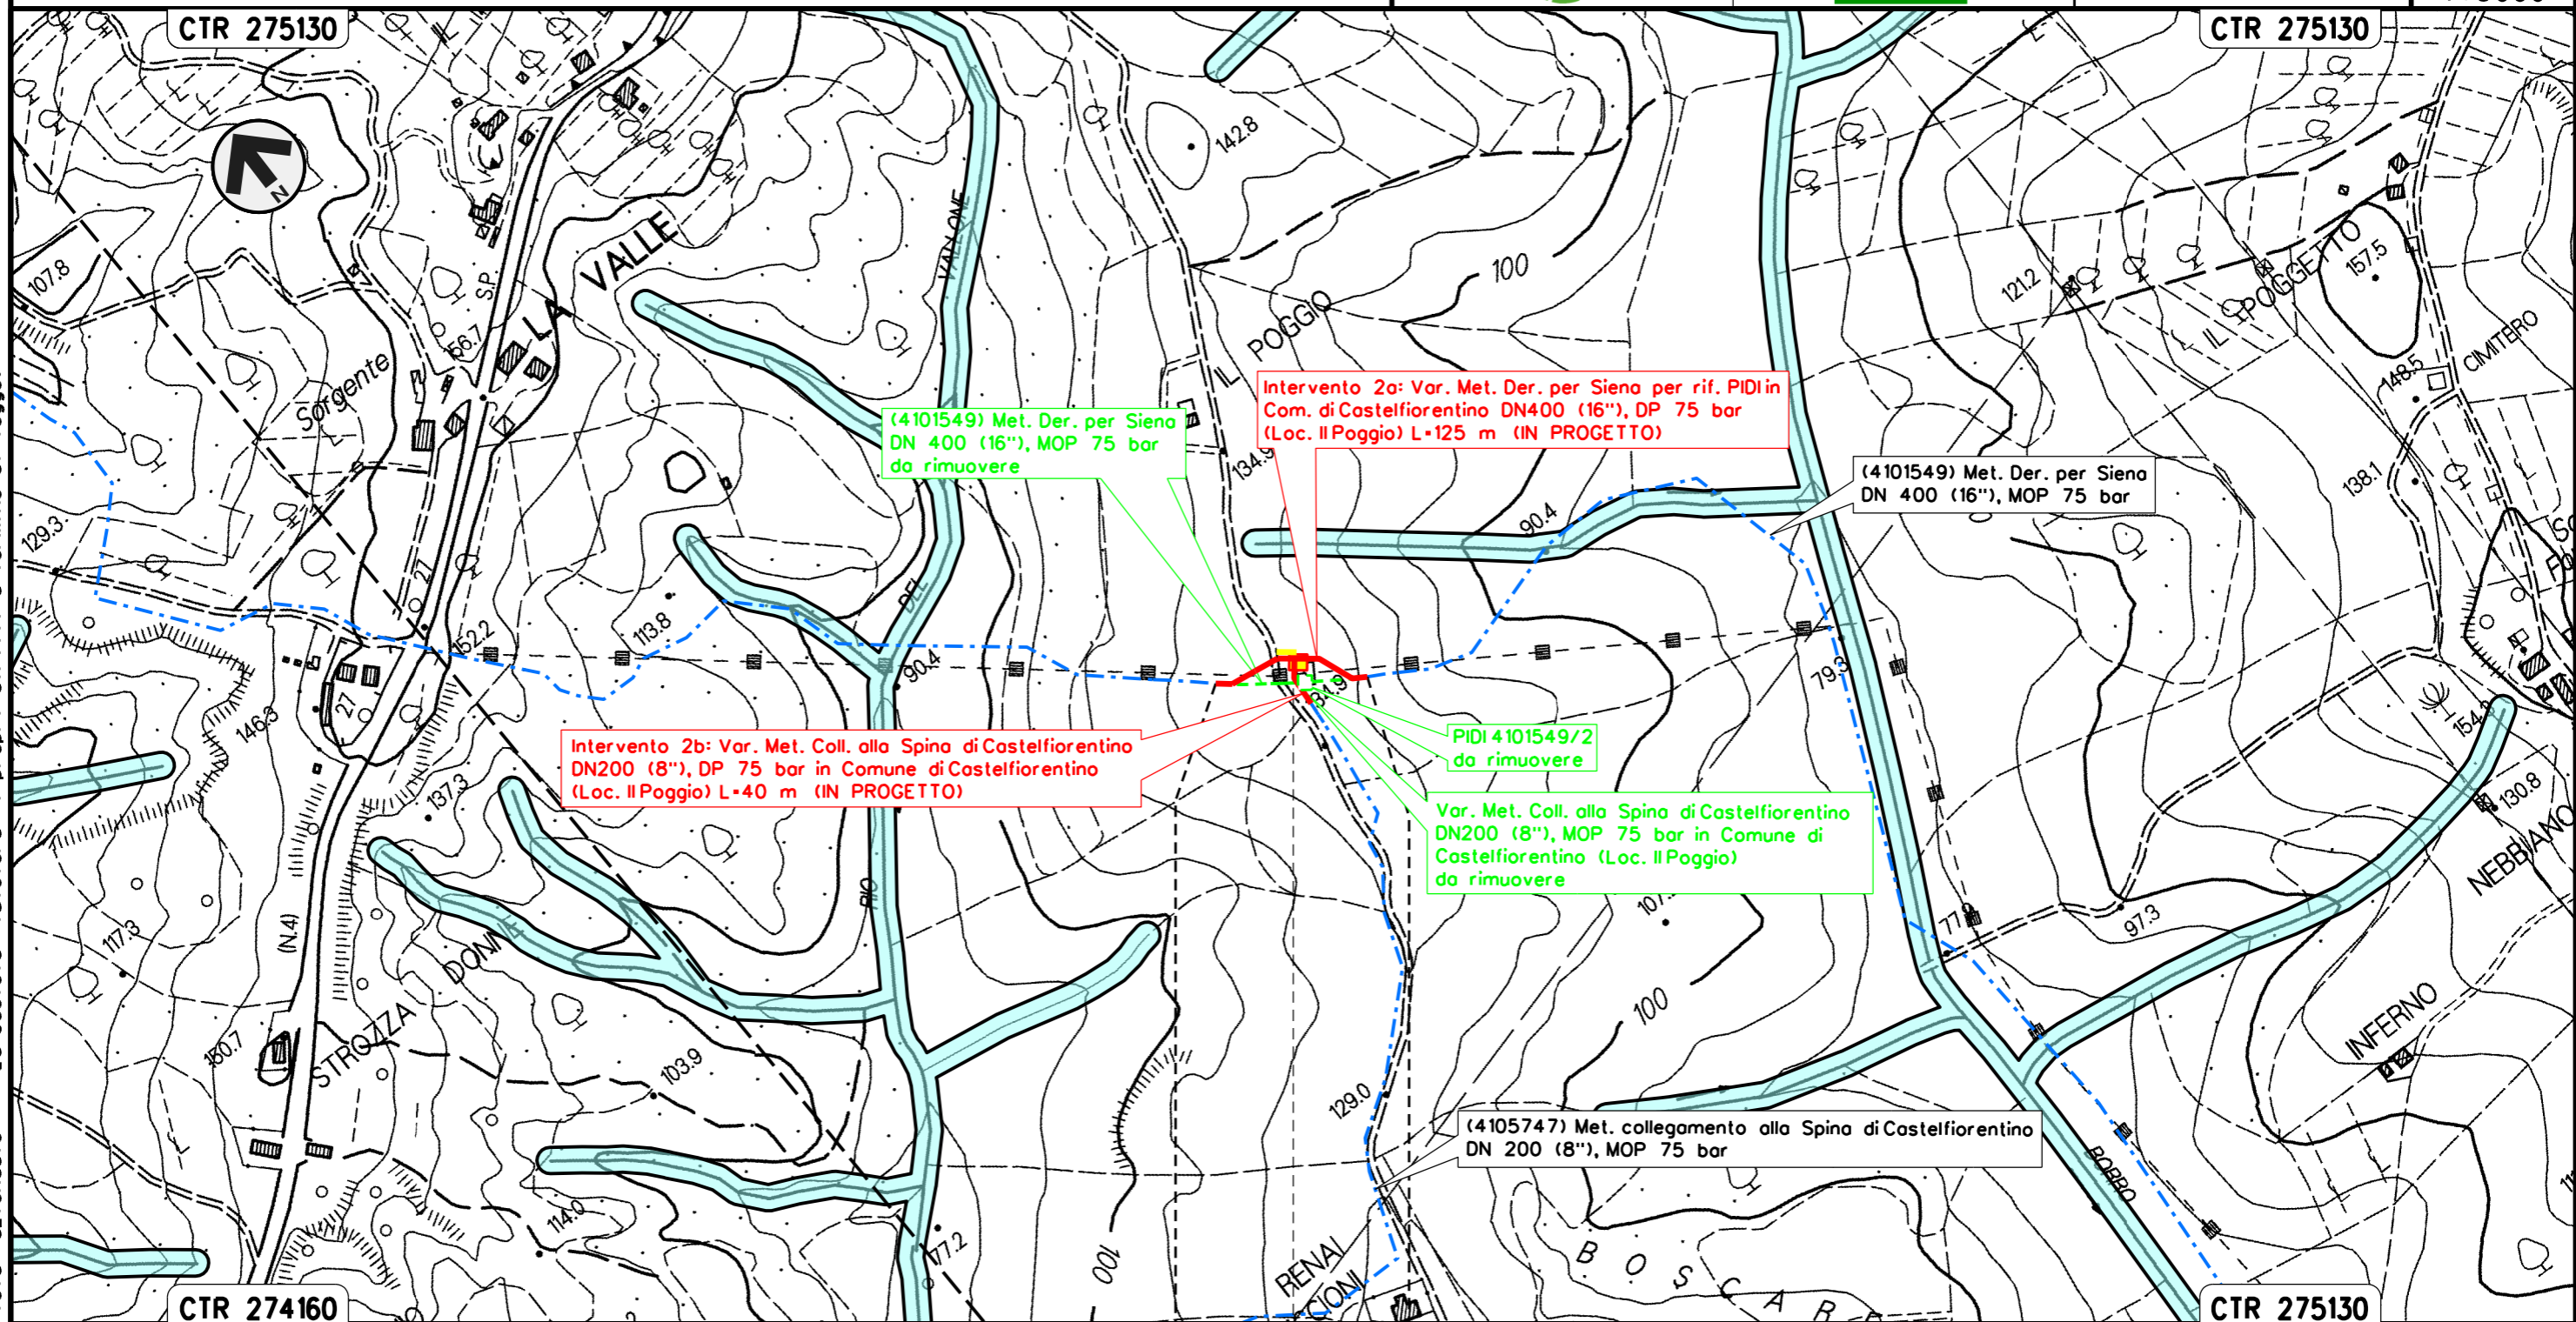 CTR 275130
CTR 275130
N
142.8
107.8
S.P.
156.7
LA VALLE
Sorgente
VALLONE
100
IL POGGIO
121.2
IL POGGETTO
157.5
CIMITERO
148.5
138.1
Intervento 2a: Var. Met. Der. per Siena per rif. PIDI in
Com. di Castelfiorentino DN400 (16"), DP 75 bar
(Loc. Il Poggio) L=125 m (IN PROGETTO)
(4101549) Met. Der. per Siena
DN 400 (16"), MOP 75 bar
da rimuovere
134.9
(4101549) Met. Der. per Siena
DN 400 (16"), MOP 75 bar
90.4
129.3
27
152.2
113.8
DEL
90.4
79.3
27
146.3
137.3
Intervento 2b: Var. Met. Coll. alla Spina di Castelfiorentino
DN200 (8"), DP 75 bar in Comune di Castelfiorentino
(Loc. Il Poggio) L=40 m (IN PROGETTO)
PIDI 4101549/2
da rimuovere
Var. Met. Coll. alla Spina di Castelfiorentino
DN200 (8"), MOP 75 bar in Comune di
Castelfiorentino (Loc. Il Poggio)
da rimuovere
130.8
NEBBIANO
RIO
(N.4)
117.3
97.3
STROZZA DONNE
150.7
103.9
100
INFERNO
129.0
(4105747) Met. collegamento alla Spina di Castelfiorentino
DN 200 (8"), MOP 75 bar
BORRO
114.0
77.2
100
RENAI
CTR 274160
CTR 275130